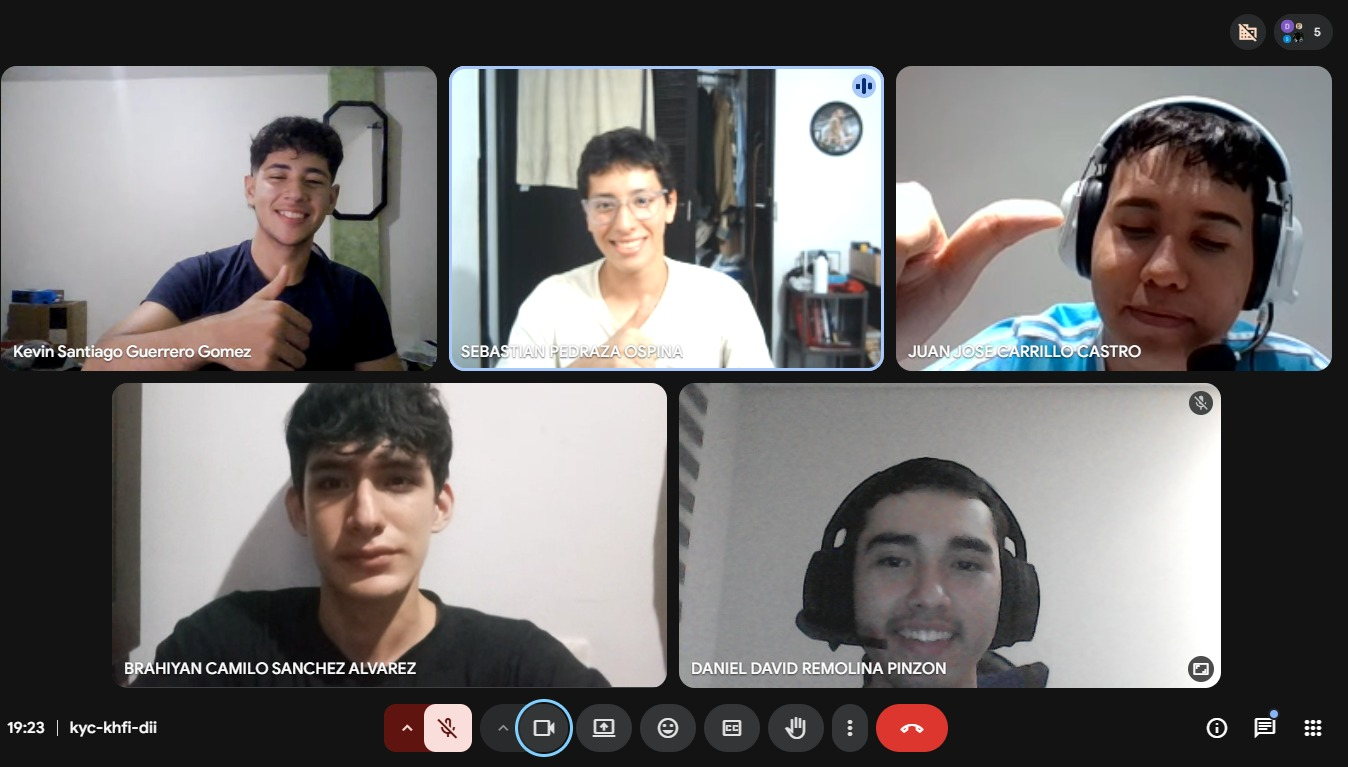 5
Kevin Santiago Guerrero Gomez
SEBASTIAN PEDRAZA OSPINA
JUAN JOSE CARRILLO CASTRO
BRAHIYAN CAMILO SANCHEZ ALVAREZ
DANIEL DAVID REMOLINA PINZON
19:23 | kyc-khfi-dii